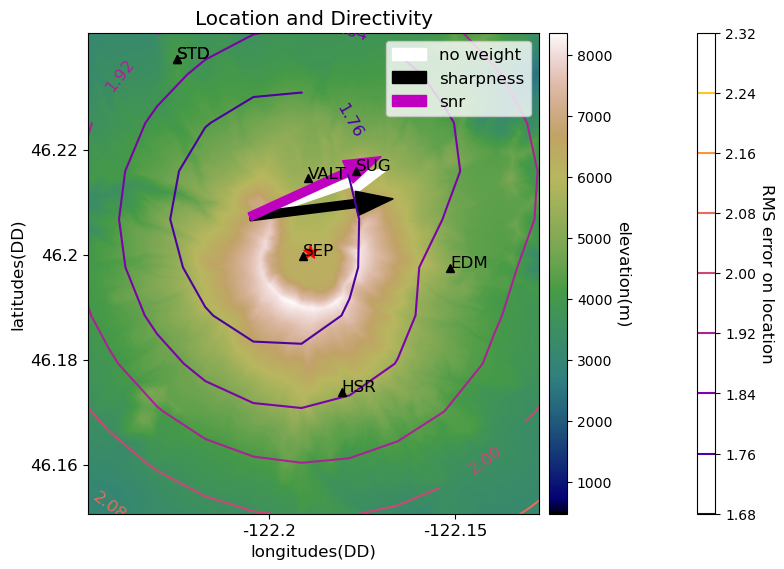 Location and Directivity
no weight
sharpness
snr
STD
1.92
1.76
VALT
SUG
SEP
EDM
HSR
2.00
2.08
46.22
46.2
46.18
46.16
latitudes(DD)
-122.2
-122.15
longitudes(DD)
8000
7000
6000
5000
4000
3000
2000
1000
elevation(m)
2.32
2.24
2.16
2.08
2.00
1.92
1.84
1.76
1.68
RMS error on location